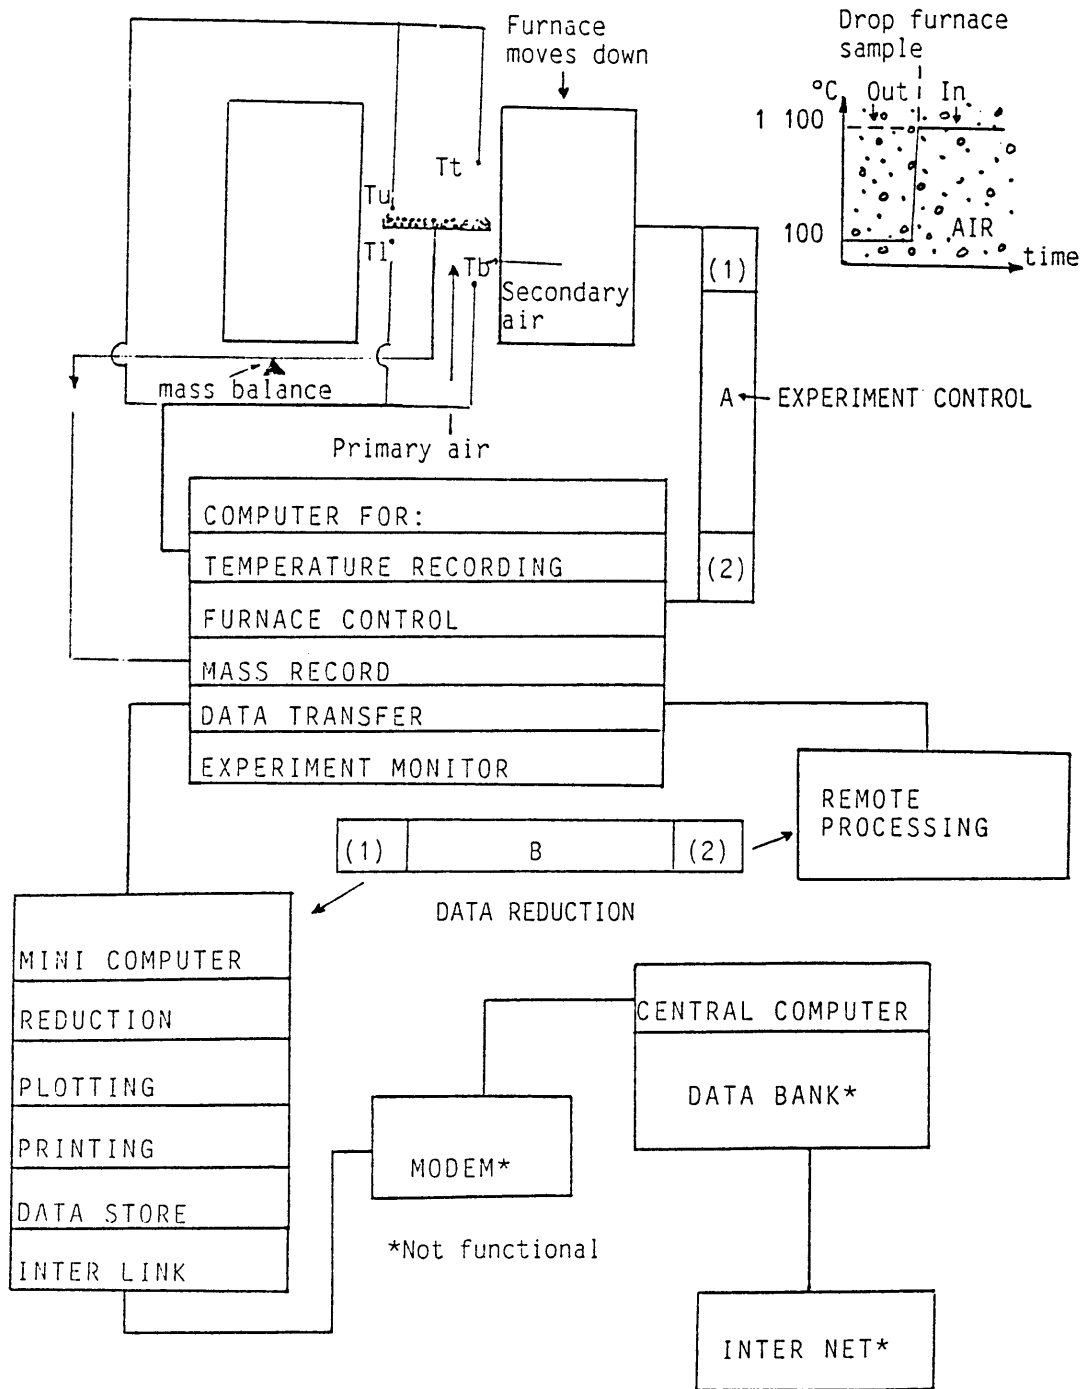 Furnace
moves down
Drop furnace
sample
°C
Out
In
1 100
100
AIR
time
Tt
Tu
Tl
Tb
Secondary
air
mass balance
Primary air
(1)
A
EXPERIMENT CONTROL
(2)
COMPUTER FOR:
TEMPERATURE RECORDING
FURNACE CONTROL
MASS RECORD
DATA TRANSFER
EXPERIMENT MONITOR
REMOTE
PROCESSING
(1)
B
(2)
DATA REDUCTION
MINI COMPUTER
REDUCTION
PLOTTING
PRINTING
DATA STORE
INTER LINK
CENTRAL COMPUTER
DATA BANK*
MODEM*
*Not functional
INTER NET*